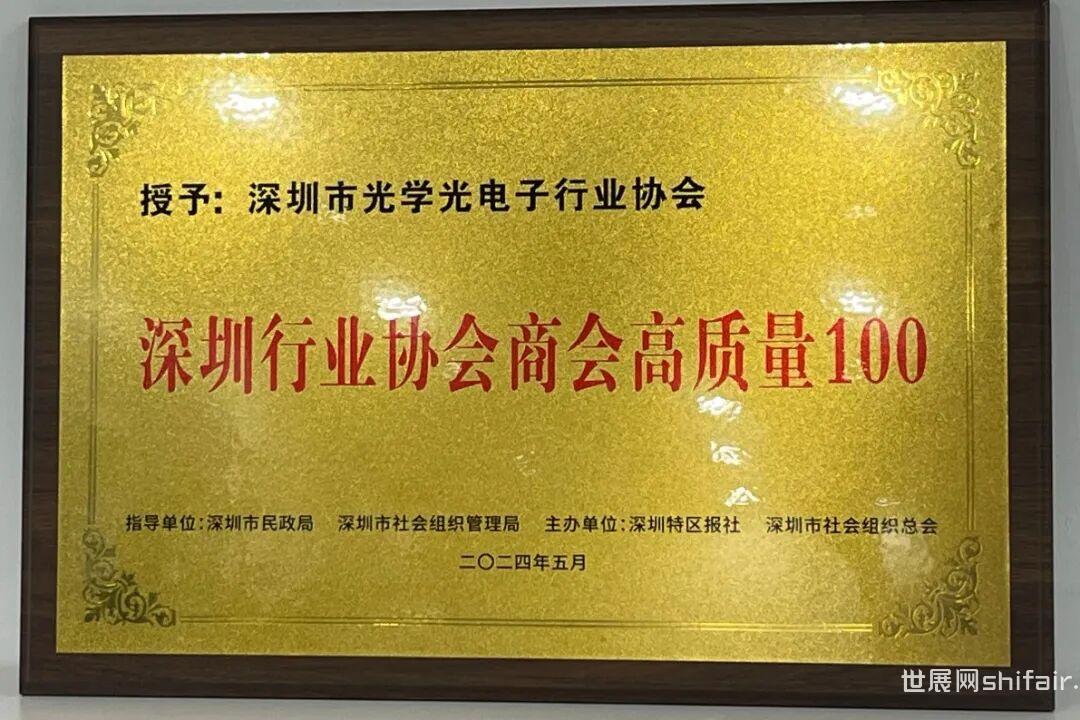 授予：深圳市光学光电子行业协会
深圳行业协会商会高质量100
指导单位：深圳市民政局 深圳市社会组织管理局 主办单位：深圳特区报社 深圳市社会组织总会
二〇二四年五月
世展网shifair.